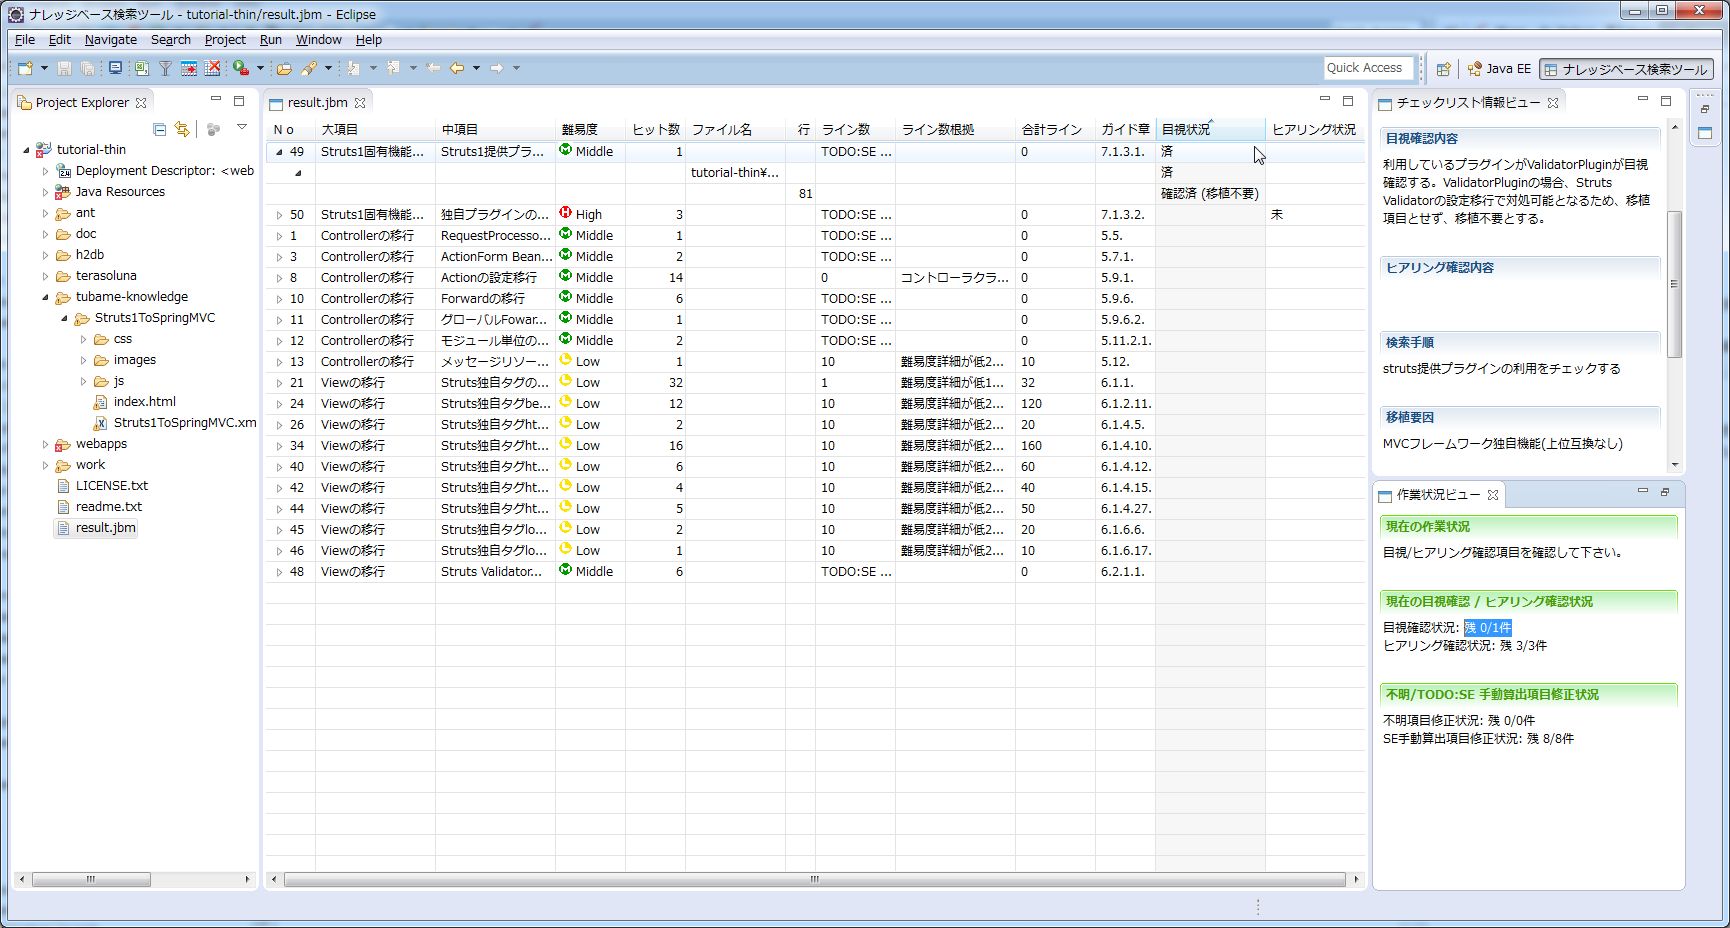 ナレッジベース検索ツール - tutorial-thin/result.jbm - Eclipse
File Edit Navigate Search Project Run Window Help
Quick Access
Java EE
ナレッジベース検索ツール
Project Explorer
tutorial-thin
Deployment Descriptor: <web
Java Resources
ant
doc
h2db
terasoluna
tubame-knowledge
Struts1ToSpringMVC
css
images
js
index.html
Struts1ToSpringMVC.xm
webapps
work
LICENSE.txt
readme.txt
result.jbm
result.jbm
No 大項目 中項目 難易度 ヒット数 ファイル名 行 ライン数 ライン数根拠 合計ライン ガイド章 目視状況 ヒアリング状況
49 Struts1固有機能... Struts1提供プラ... Middle 1 TODO:SE ... 0 7.1.3.1. 済
tutorial-thin¥... 済
81 確認済 (移植不要)
50 Struts1固有機能... 独自プラグインの... High 3 TODO:SE ... 0 7.1.3.2. 未
1 Controllerの移行 RequestProcesso... Middle 1 TODO:SE ... 0 5.5.
3 Controllerの移行 ActionForm Bean... Middle 2 TODO:SE ... 0 5.7.1.
8 Controllerの移行 Actionの設定移行 Middle 14 0 コントローラクラ... 0 5.9.1.
10 Controllerの移行 Forwardの移行 Middle 6 TODO:SE ... 0 5.9.6.
11 Controllerの移行 グローバルFowar... Middle 1 TODO:SE ... 0 5.9.6.2.
12 Controllerの移行 モジュール単位の... Middle 2 TODO:SE ... 0 5.11.2.1.
13 Controllerの移行 メッセージリソー... Low 1 10 難易度詳細が低2... 10 5.12.
21 Viewの移行 Struts独自タグの... Low 32 1 難易度詳細が低1... 32 6.1.1.
24 Viewの移行 Struts独自タグbe... Low 12 10 難易度詳細が低2... 120 6.1.2.11.
26 Viewの移行 Struts独自タグht... Low 2 10 難易度詳細が低2... 20 6.1.4.5.
34 Viewの移行 Struts独自タグht... Low 16 10 難易度詳細が低2... 160 6.1.4.10.
40 Viewの移行 Struts独自タグht... Low 6 10 難易度詳細が低2... 60 6.1.4.12.
42 Viewの移行 Struts独自タグht... Low 4 10 難易度詳細が低2... 40 6.1.4.15.
44 Viewの移行 Struts独自タグht... Low 5 10 難易度詳細が低2... 50 6.1.4.27.
45 Viewの移行 Struts独自タグlo... Low 2 10 難易度詳細が低2... 20 6.1.6.6.
46 Viewの移行 Struts独自タグlo... Low 1 10 難易度詳細が低2... 10 6.1.6.17.
48 Viewの移行 Struts Validator... Middle 6 TODO:SE ... 0 6.2.1.1.
チェックリスト情報ビュー
目視確認内容
利用しているプラグインがValidatorPluginが目視
確認する。ValidatorPluginの場合、Struts
Validatorの設定移行で対処可能となるため、移植
項目とせず、移植不要とする。
ヒアリング確認内容
検索手順
struts提供プラグインの利用をチェックする
移植要因
MVCフレームワーク独自機能(上位互換なし)
作業状況ビュー
現在の作業状況
目視/ヒアリング確認項目を確認して下さい。
現在の目視確認 / ヒアリング確認状況
目視確認状況: 残 0/1件
ヒアリング確認状況: 残 3/3件
不明/TODO:SE 手動算出項目修正状況
不明項目修正状況: 残 0/0件
SE手動算出項目修正状況: 残 8/8件